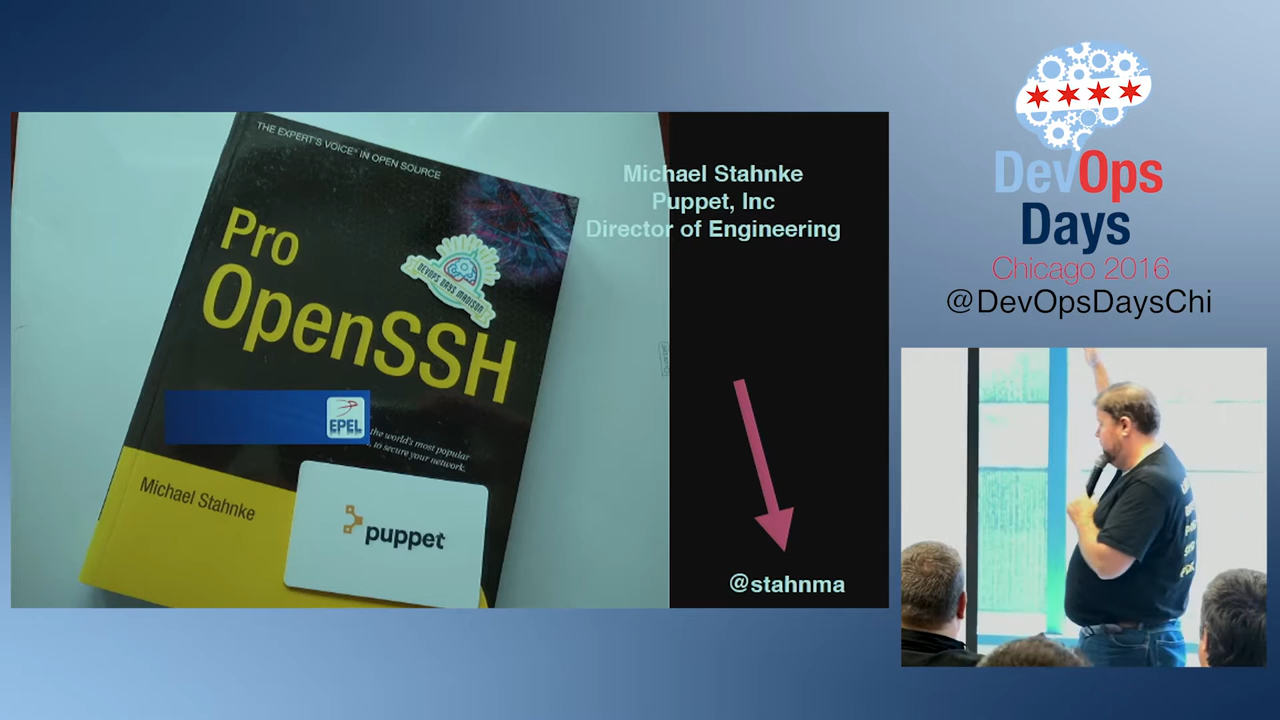 THE EXPERT'S VOICE® IN OPEN SOURCE
Pro
OpenSSH
DEVOPS DAYS MADISON
EPEL
the world's most popular
to secure your network.
Michael Stahnke
puppet
Michael Stahnke
Puppet, Inc
Director of Engineering
@stahnma
DevOps
Days
Chicago 2016
@DevOpsDaysChi